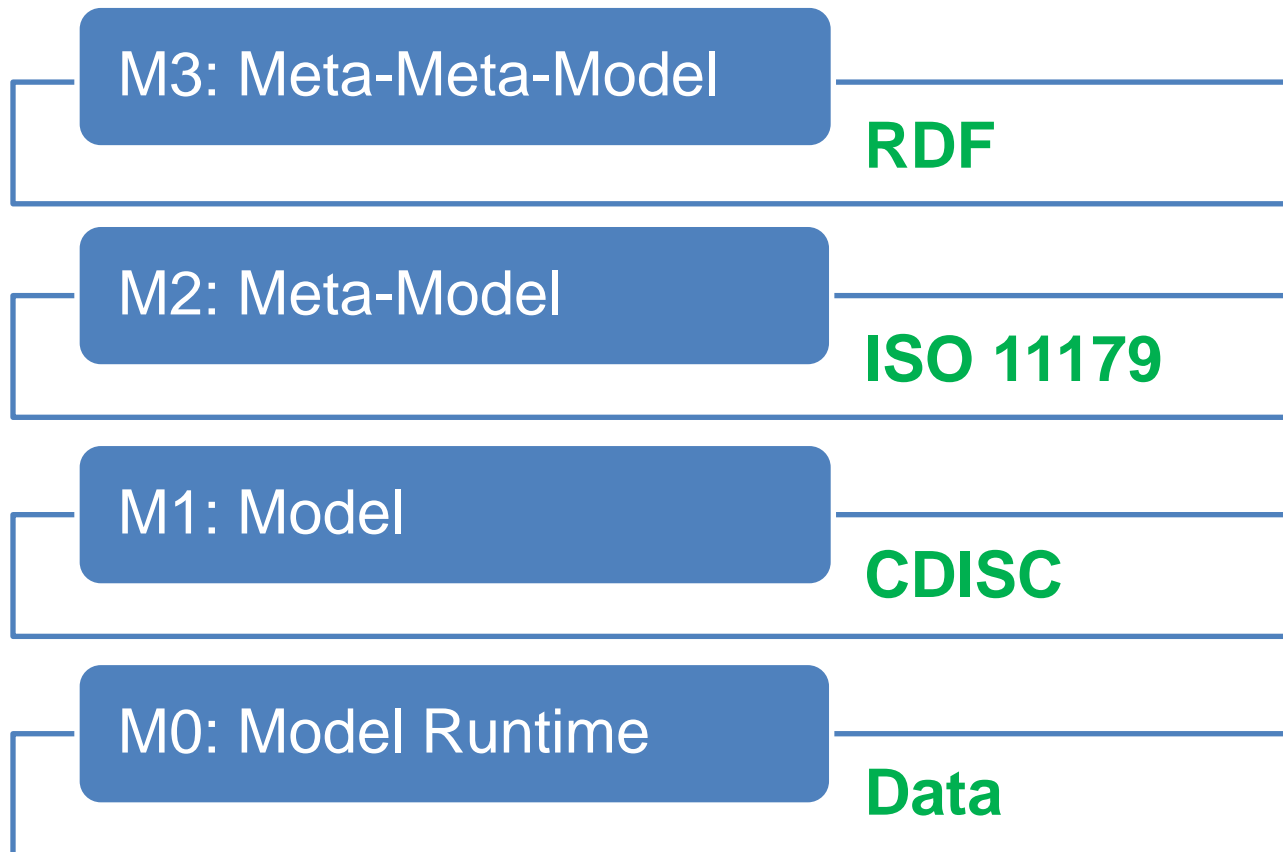 M3: Meta-Meta-Model
RDF
M2: Meta-Model
ISO 11179
M1: Model
CDISC
M0: Model Runtime
Data